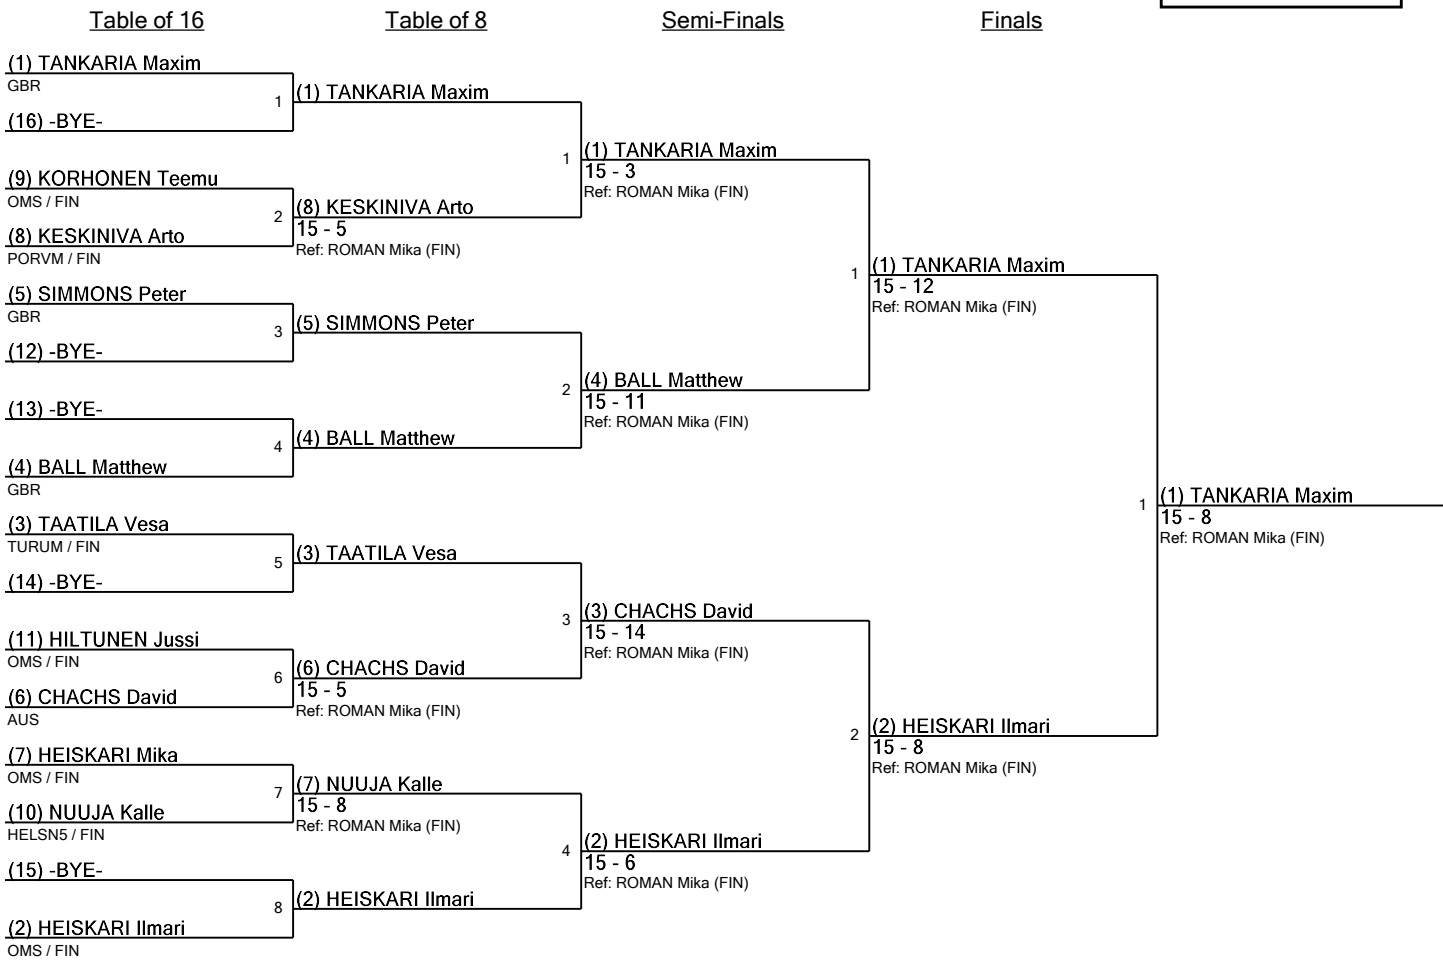 Table of 16
Table of 8
Semi-Finals
Finals
(1) TANKARIA Maxim
GBR
1
(16) -BYE-
(9) KORHONEN Teemu
OMS / FIN
2
(8) KESKINIVA Arto
PORVM / FIN
(5) SIMMONS Peter
GBR
3
(12) -BYE-
(13) -BYE-
4
(4) BALL Matthew
GBR
(3) TAATILA Vesa
TURUM / FIN
5
(14) -BYE-
(11) HILTUNEN Jussi
OMS / FIN
6
(6) CHACHS David
AUS
(7) HEISKARI Mika
OMS / FIN
7
(10) NUUJA Kalle
HELSN5 / FIN
(15) -BYE-
8
(2) HEISKARI Ilmari
OMS / FIN
(1) TANKARIA Maxim
1
(8) KESKINIVA Arto
15 - 5
Ref: ROMAN Mika (FIN)
(5) SIMMONS Peter
2
(4) BALL Matthew
(3) TAATILA Vesa
3
(6) CHACHS David
15 - 5
Ref: ROMAN Mika (FIN)
(7) NUUJA Kalle
15 - 8
Ref: ROMAN Mika (FIN)
4
(2) HEISKARI Ilmari
(1) TANKARIA Maxim
15 - 3
Ref: ROMAN Mika (FIN)
1
(4) BALL Matthew
15 - 11
Ref: ROMAN Mika (FIN)
(3) CHACHS David
15 - 14
Ref: ROMAN Mika (FIN)
2
(2) HEISKARI Ilmari
15 - 6
Ref: ROMAN Mika (FIN)
(1) TANKARIA Maxim
15 - 12
Ref: ROMAN Mika (FIN)
1
(2) HEISKARI Ilmari
15 - 8
Ref: ROMAN Mika (FIN)
(1) TANKARIA Maxim
15 - 8
Ref: ROMAN Mika (FIN)